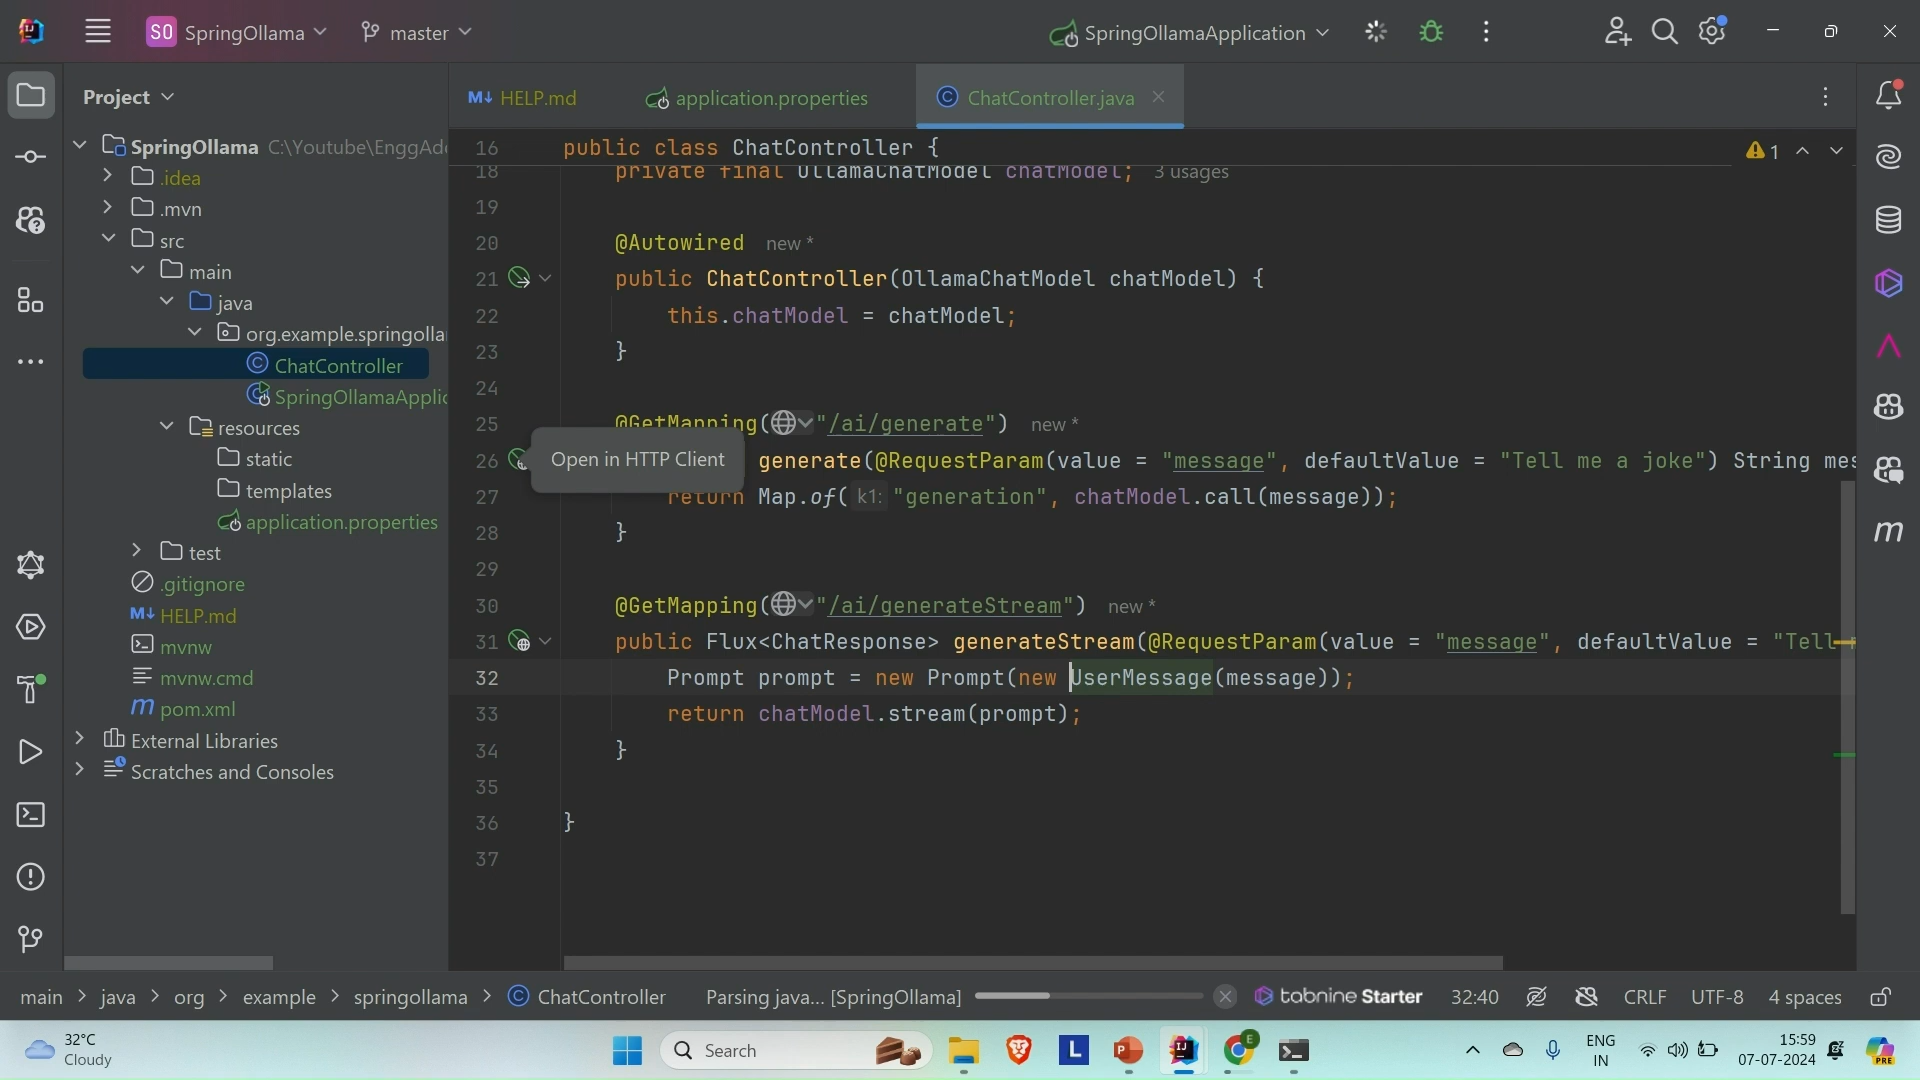 SO SpringOllama master SpringOllamaApplication
Project
HELP.md application.properties ChatController.java
SpringOllama C:\Youtube\EnggAd
.idea
.mvn
src
main
java
org.example.springolla
ChatController
SpringOllamaApplic
resources
static
templates
application.properties
test
.gitignore
HELP.md
mvnw
mvnw.cmd
pom.xml
External Libraries
Scratches and Consoles
16 public class ChatController {
1
18 private final OllamaChatModel chatModel; 3 usages
19
20 @Autowired new *
21 public ChatController(OllamaChatModel chatModel) {
22 this.chatModel = chatModel;
23 }
24
25 @GetMapping("/ai/generate") new *
26 generate(@RequestParam(value = "message", defaultValue = "Tell me a joke") String mes
Open in HTTP Client
27 return Map.of( k1: "generation", chatModel.call(message));
28 }
29
30 @GetMapping("/ai/generateStream") new *
31 public Flux<ChatResponse> generateStream(@RequestParam(value = "message", defaultValue = "Tell
32 Prompt prompt = new Prompt(new UserMessage(message));
33 return chatModel.stream(prompt);
34 }
35
36 }
37
main > java > org > example > springollama > ChatController Parsing java... [SpringOllama] tabnine Starter 32:40 CRLF UTF-8 4 spaces
32°C
Cloudy
Search
ENG
IN
15:59
07-07-2024